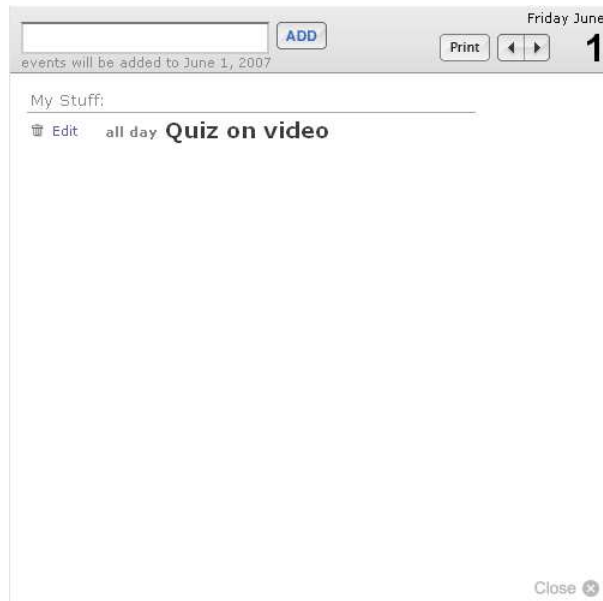 Friday June
ADD
Print
1
events will be added to June 1, 2007
My Stuff:
Edit all day Quiz on video
Close